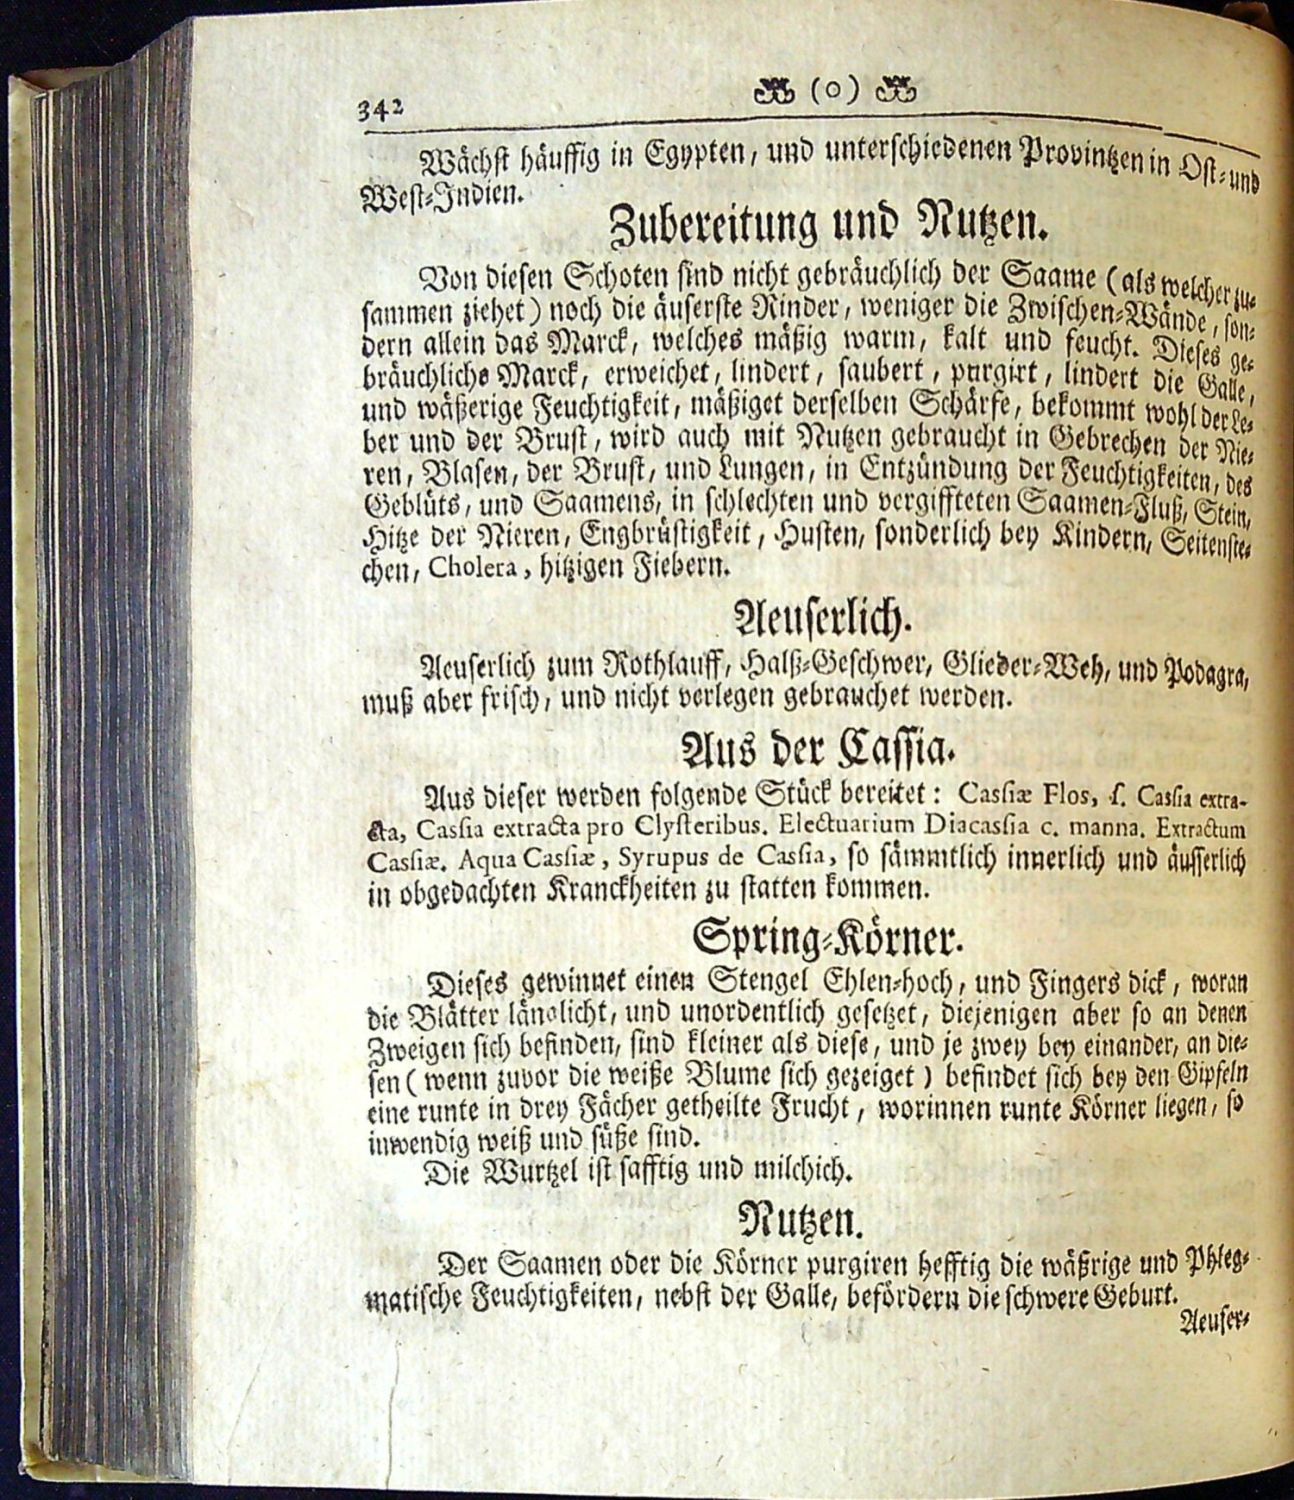 342 (o)
Wächst häuffig in Egypten, und unterschiedenen Provintzen in Ost- und
West-Indien.
Zubereitung und Nutzen.
Von diesen Schoten sind nicht gebräuchlich der Saame (als welcher zu-
sammen ziehet) noch die äuserste Rinder, weniger die Zwischen-Wände, son-
dern allein das Marck, welches mäßig warm, kalt und feucht. Dieses ge-
bräuchliche Marck, erweichet, lindert, saubert, purgirt, lindert die Galle,
und wäßerige Feuchtigkeit, mäßiget derselben Schärfe, bekommt wohl der Le-
ber und der Brust, wird auch mit Nutzen gebraucht in Gebrechen der Nie-
ren, Blasen, der Brust, und Lungen, in Entzündung der Feuchtigkeiten, des
Geblüts, und Saamens, in schlechten und vergiffteten Saamen-Fluß, Stein,
Hitze der Nieren, Engbrüstigkeit, Husten, sonderlich bey Kindern, Seitenste-
chen, Cholera, hitzigen Fiebern.
Aeuserlich.
Aeuserlich zum Rothlauff, Halß-Geschwer, Glieder-Weh, und Podagra,
muß aber frisch, und nicht verlegen gebrauchet werden.
Aus der Cassia.
Aus dieser werden folgende Stück bereitet: Cassiæ Flos, s. Cassia extra-
cta, Cassia extracta pro Clysteribus. Electuarium Diacassia c. manna. Extractum
Cassiæ. Aqua Cassiæ, Syrupus de Cassia, so sämmtlich innerlich und äusserlich
in obgedachten Kranckheiten zu statten kommen.
Spring-Körner.
Dieses gewinnet einen Stengel Ehlen-hoch, und Fingers dick, woran
die Blätter länglicht, und unordentlich gesetzet, diejenigen aber so an denen
Zweigen sich befinden, sind kleiner als diese, und je zwey bey einander, an die-
sen (wenn zuvor die weiße Blume sich gezeiget) befindet sich bey den Gipfeln
eine runte in drey Fächer getheilte Frucht, worinnen runte Körner liegen, so
inwendig weiß und süße sind.
Die Wurtzel ist safftig und milchich.
Nutzen.
Der Saamen oder die Körner purgiren hefftig die wäßrige und Phleg-
matische Feuchtigkeiten, nebst der Galle, befördern die schwere Geburt.
Aeuser-